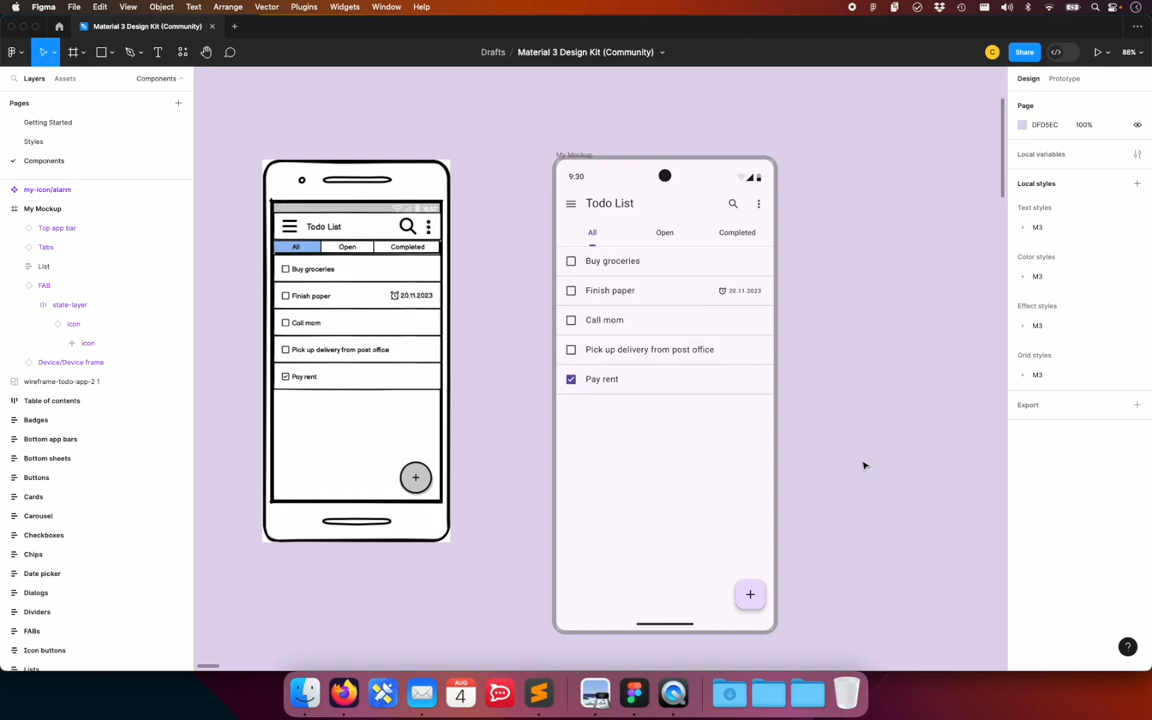 Figma File Edit View Object Text Arrange Vector Plugins Widgets Window Help
Material 3 Design Kit (Community)
Drafts / Material 3 Design Kit (Community)
C
Share
88%
Layers Assets Components
Design Prototype
Pages
Getting Started
Styles
Components
my-icon/alarm
My Mockup
Top app bar
Tabs
List
FAB
state-layer
icon
icon
Device/Device frame
wireframe-todo-app-2 1
Table of contents
Badges
Bottom app bars
Bottom sheets
Buttons
Cards
Carousel
Checkboxes
Chips
Date picker
Dialogs
Dividers
FABs
Icon buttons
Lists
Todo List
All Open Completed
Buy groceries
Finish paper 20.11.2023
Call mom
Pick up delivery from post office
Pay rent
My Mockup
9:30
Todo List
All Open Completed
Buy groceries
Finish paper 20.11.2023
Call mom
Pick up delivery from post office
Pay rent
Page
DFD5EC 100%
Local variables
Local styles
Text styles
M3
Color styles
M3
Effect styles
M3
Grid styles
M3
Export
?
AUG
4